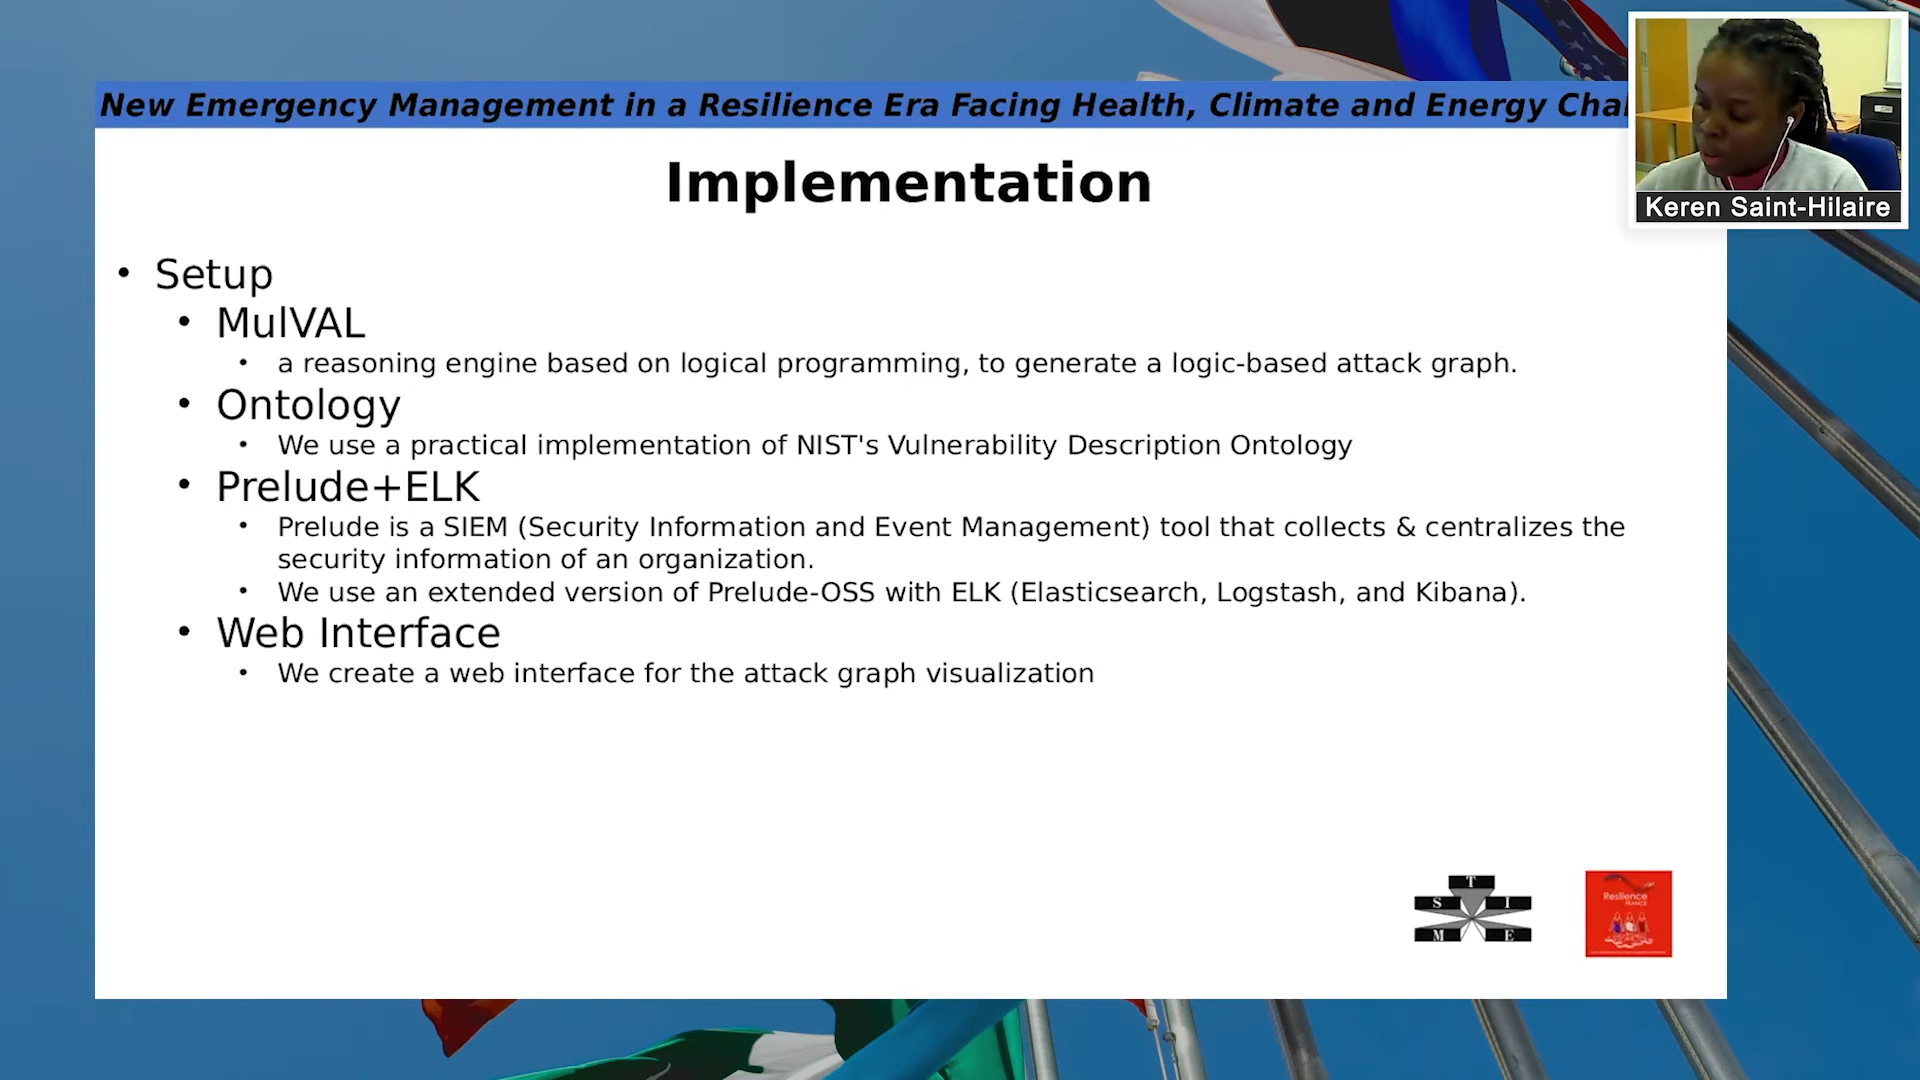 New Emergency Management in a Resilience Era Facing Health, Climate and Energy Chal
Keren Saint-Hilaire
Implementation
• Setup
• MulVAL
• a reasoning engine based on logical programming, to generate a logic-based attack graph.
• Ontology
• We use a practical implementation of NIST's Vulnerability Description Ontology
• Prelude+ELK
• Prelude is a SIEM (Security Information and Event Management) tool that collects & centralizes the
security information of an organization.
• We use an extended version of Prelude-OSS with ELK (Elasticsearch, Logstash, and Kibana).
• Web Interface
• We create a web interface for the attack graph visualization
T
S I
M E
Resilience
FRANCE